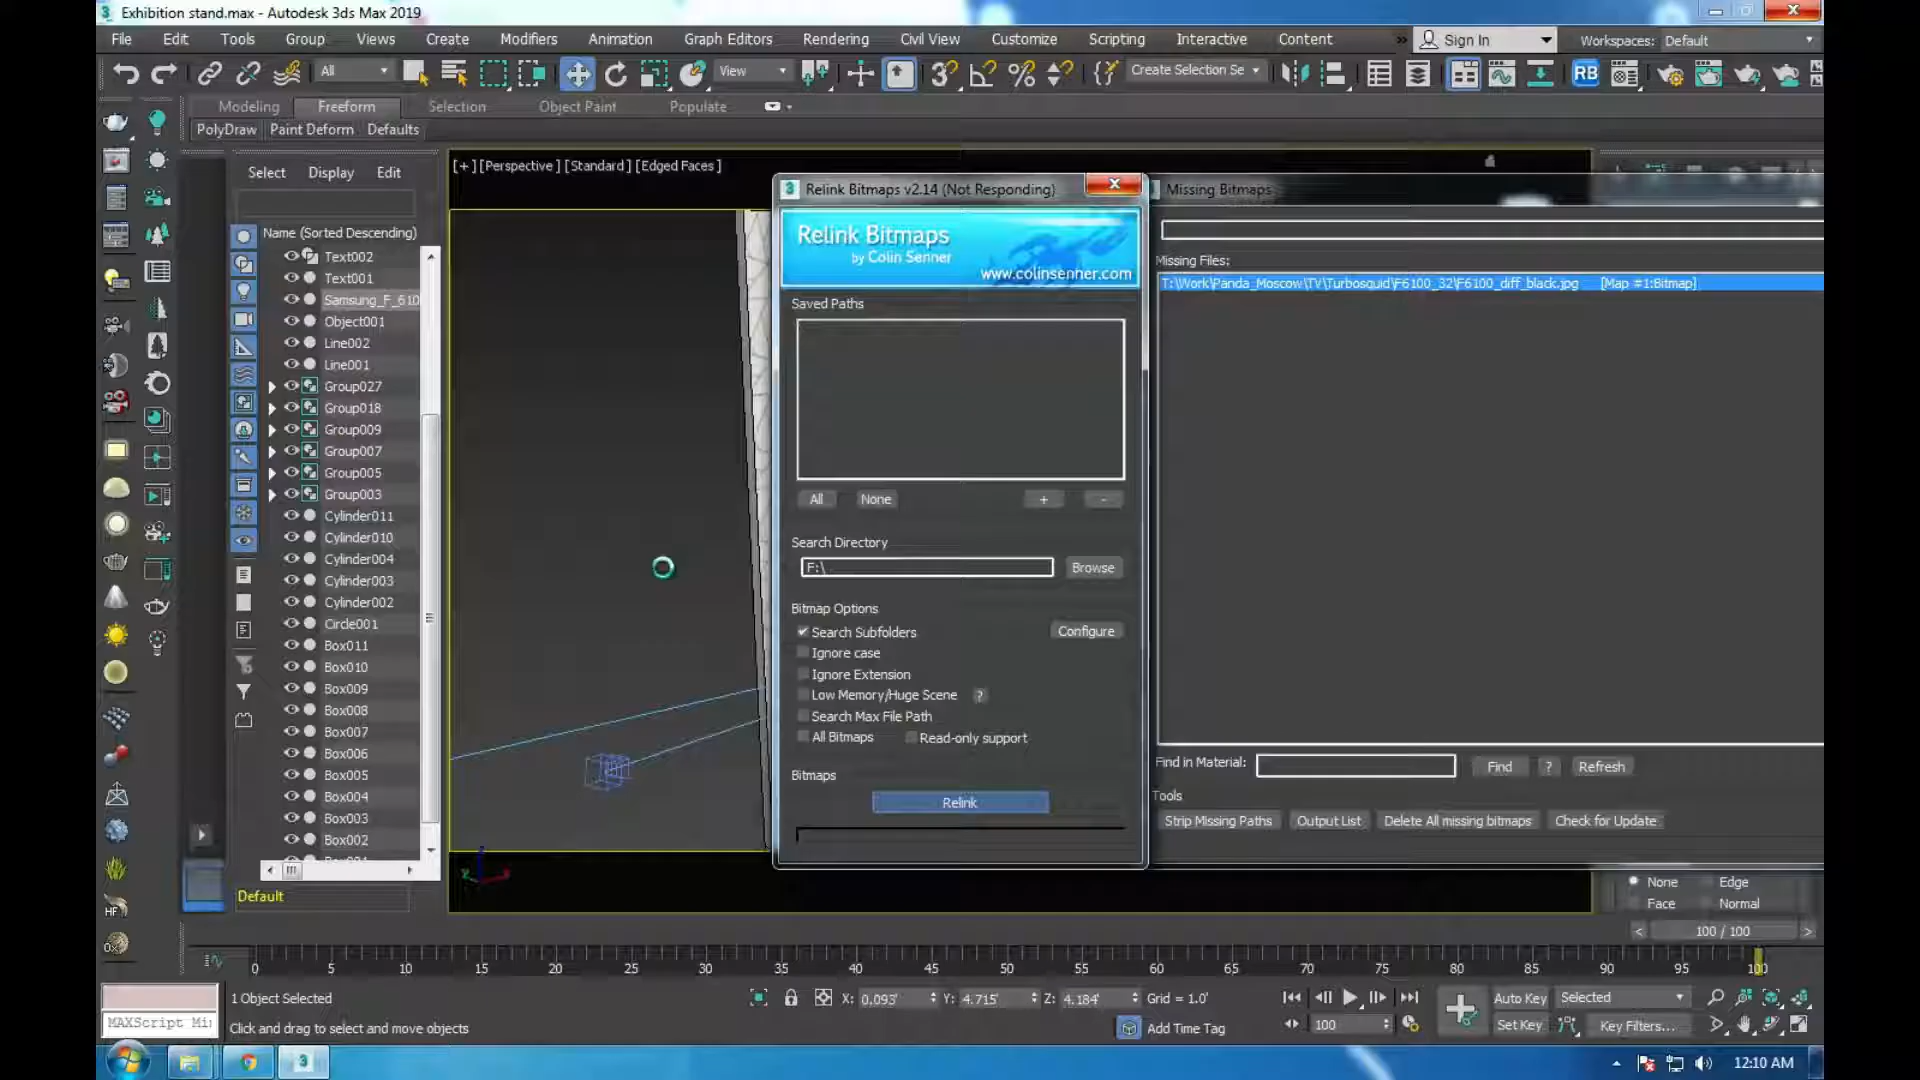 Exhibition stand.max - Autodesk 3ds Max 2019
File Edit Tools Group Views Create Modifiers Animation Graph Editors Rendering Civil View Customize Scripting Interactive Content » Sign In Workspaces: Default
All View Create Selection Se RB
Modeling Freeform Selection Object Paint Populate
PolyDraw Paint Deform Defaults
Select Display Edit
[+] [Perspective] [Standard] [Edged Faces]
Name (Sorted Descending)
Text002
Text001
Samsung_F_610
Object001
Line002
Line001
Group027
Group018
Group009
Group007
Group005
Group003
Cylinder011
Cylinder010
Cylinder004
Cylinder003
Cylinder002
Circle001
Box011
Box010
Box009
Box008
Box007
Box006
Box005
Box004
Box003
Box002
Default
Relink Bitmaps v2.14 (Not Responding)
Relink Bitmaps
by Colin Senner
www.colinsenner.com
Saved Paths
All None + -
Search Directory
F:\ Browse
Bitmap Options
Search Subfolders Configure
Ignore case
Ignore Extension
Low Memory/Huge Scene ?
Search Max File Path
All Bitmaps Read-only support
Bitmaps
Relink
Missing Bitmaps
Missing Files:
T:\Work\Panda_Moscow\TV\Turbosquid\F6100_32\F6100_diff_black.jpg [Map #1:Bitmap]
Find in Material: Find ? Refresh
Tools
Strip Missing Paths Output List Delete All missing bitmaps Check for Update
None Edge
Face Normal
< 100 / 100 >
0 5 10 15 20 25 30 35 40 45 50 55 60 65 70 75 80 85 90 95 100
1 Object Selected X: 0.093' Y: 4.715' Z: 4.184' Grid = 1.0' Auto Key Selected
MAXScript Mi Click and drag to select and move objects Add Time Tag 100 Set Key Key Filters...
12:10 AM